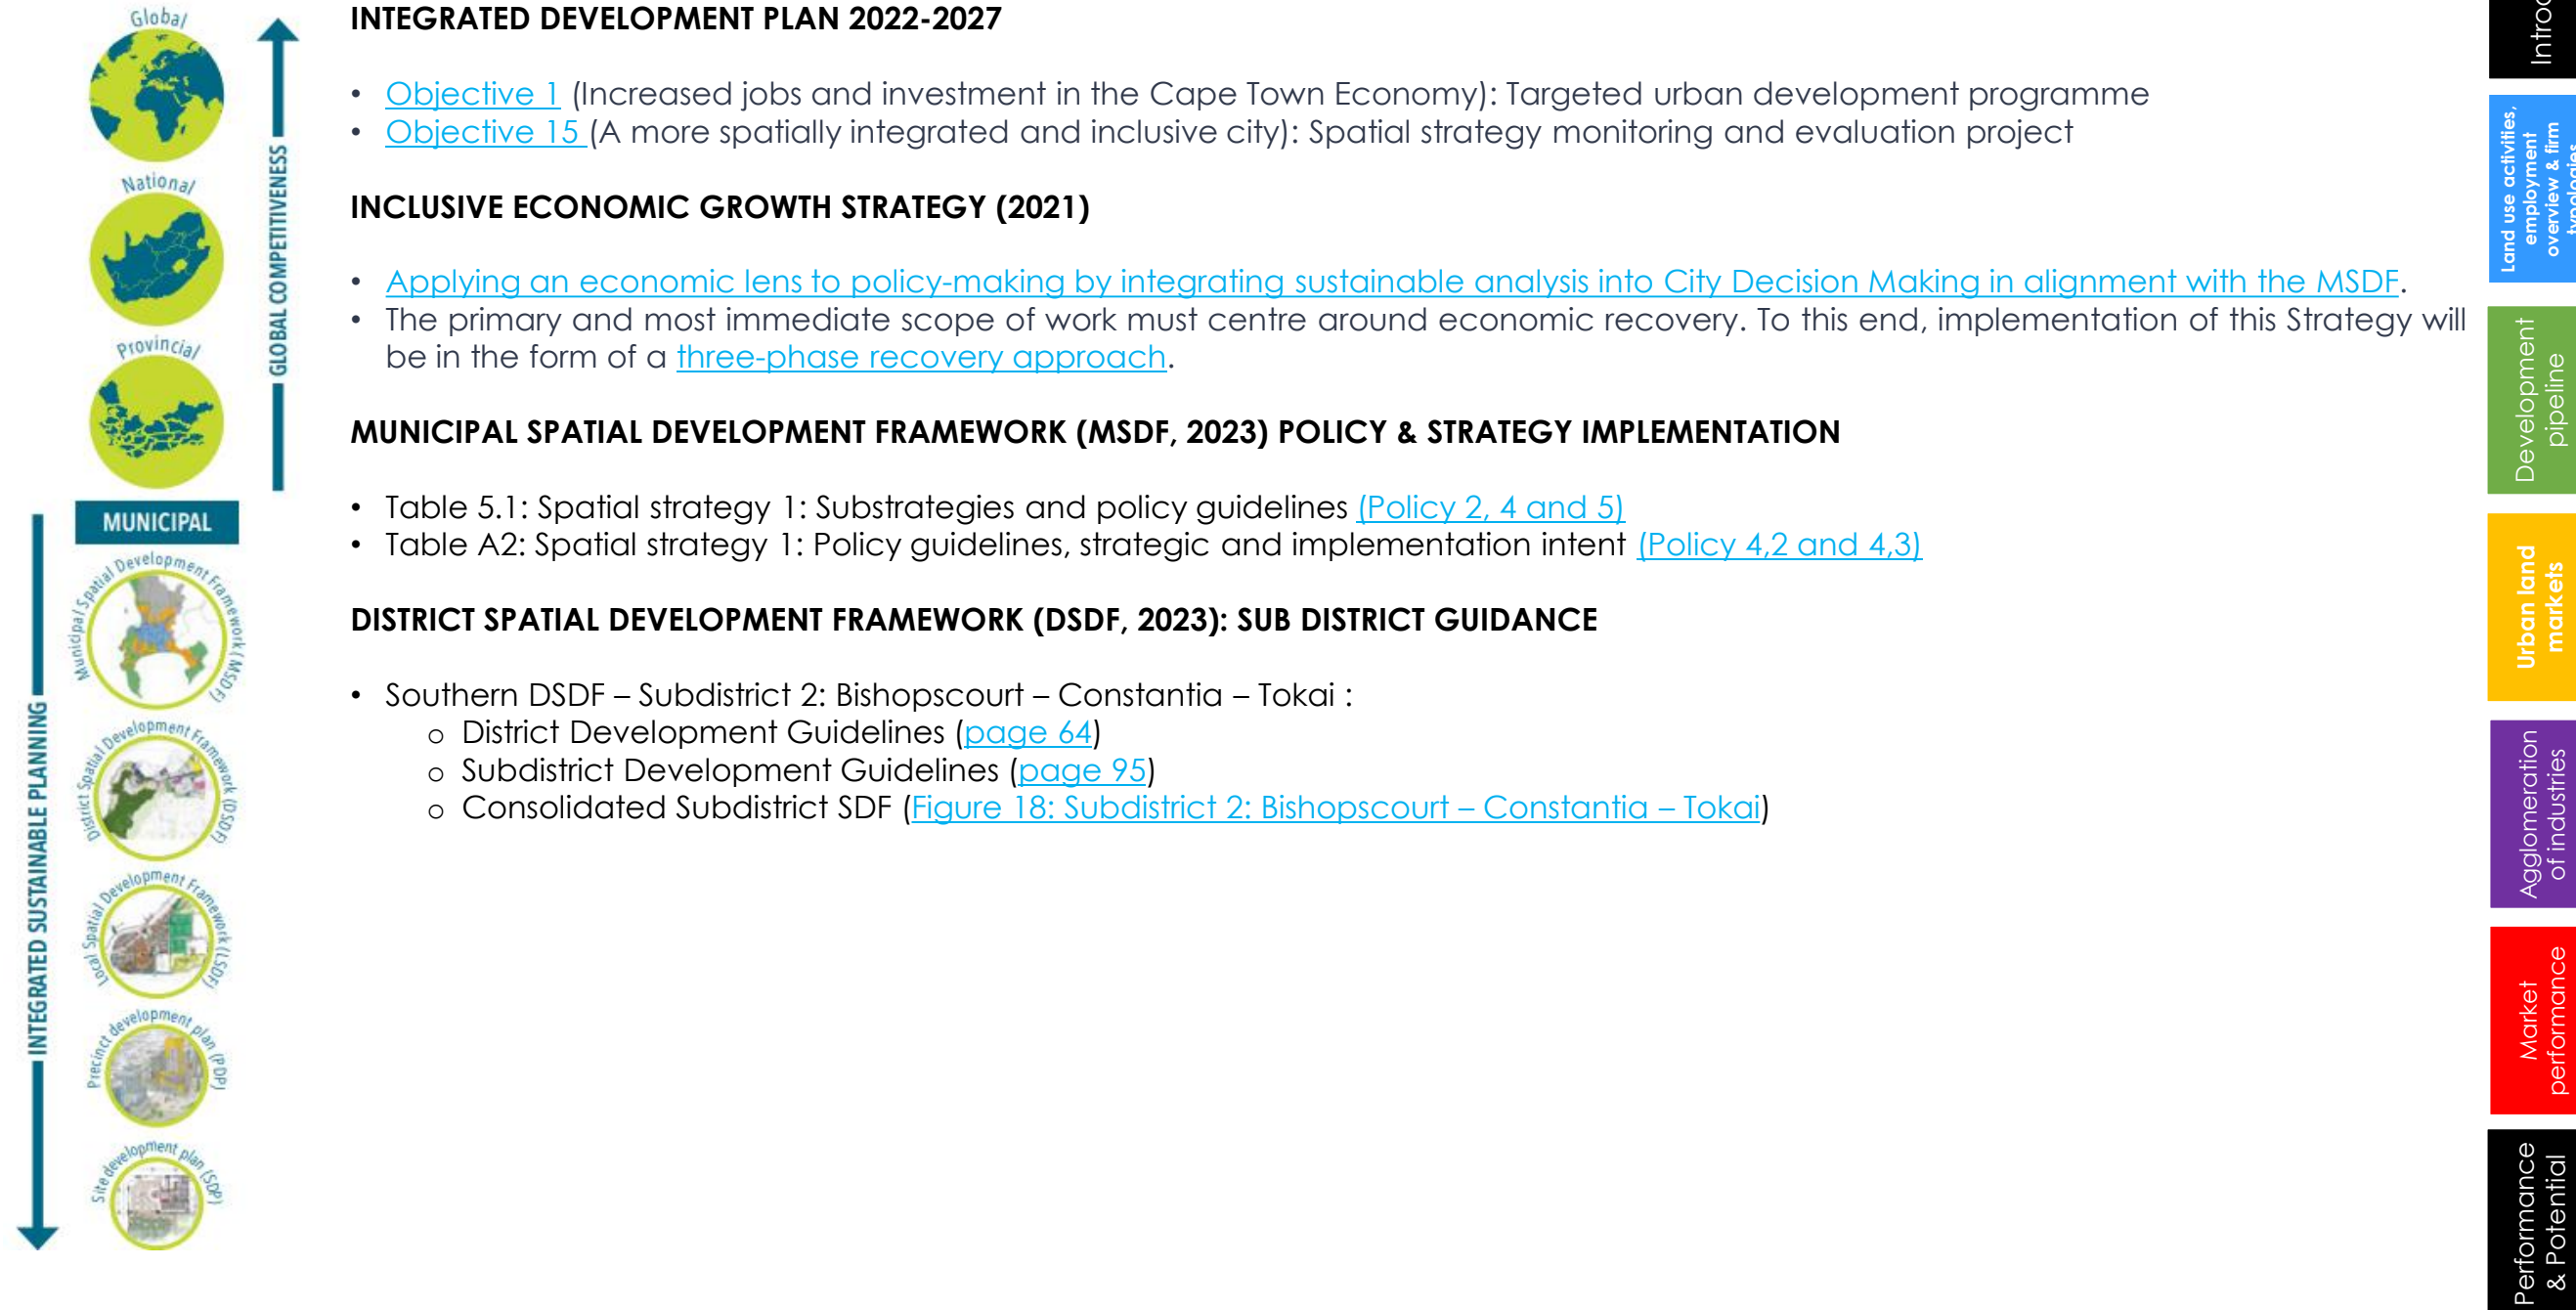 Global
National
Provincial
GLOBAL COMPETITIVENESS
MUNICIPAL
Municipal Spatial Development Framework (MSDF)
District Spatial Development Framework (DSDF)
Local Spatial Development Framework (LSDF)
Precinct development plan (PDP)
Site development plan (SDP)
INTEGRATED SUSTAINABLE PLANNING
INTEGRATED DEVELOPMENT PLAN 2022-2027
• Objective 1 (Increased jobs and investment in the Cape Town Economy): Targeted urban development programme
• Objective 15 (A more spatially integrated and inclusive city): Spatial strategy monitoring and evaluation project
INCLUSIVE ECONOMIC GROWTH STRATEGY (2021)
• Applying an economic lens to policy-making by integrating sustainable analysis into City Decision Making in alignment with the MSDF.
• The primary and most immediate scope of work must centre around economic recovery. To this end, implementation of this Strategy will
be in the form of a three-phase recovery approach.
MUNICIPAL SPATIAL DEVELOPMENT FRAMEWORK (MSDF, 2023) POLICY & STRATEGY IMPLEMENTATION
• Table 5.1: Spatial strategy 1: Substrategies and policy guidelines (Policy 2, 4 and 5)
• Table A2: Spatial strategy 1: Policy guidelines, strategic and implementation intent (Policy 4,2 and 4,3)
DISTRICT SPATIAL DEVELOPMENT FRAMEWORK (DSDF, 2023): SUB DISTRICT GUIDANCE
• Southern DSDF – Subdistrict 2: Bishopscourt – Constantia – Tokai :
o District Development Guidelines (page 64)
o Subdistrict Development Guidelines (page 95)
o Consolidated Subdistrict SDF (Figure 18: Subdistrict 2: Bishopscourt – Constantia – Tokai)
Land use activities,
employment
overview & firm
typologies
Development
pipeline
Urban land
markets
Agglomeration
of industries
Market
performance
Performance
& Potential